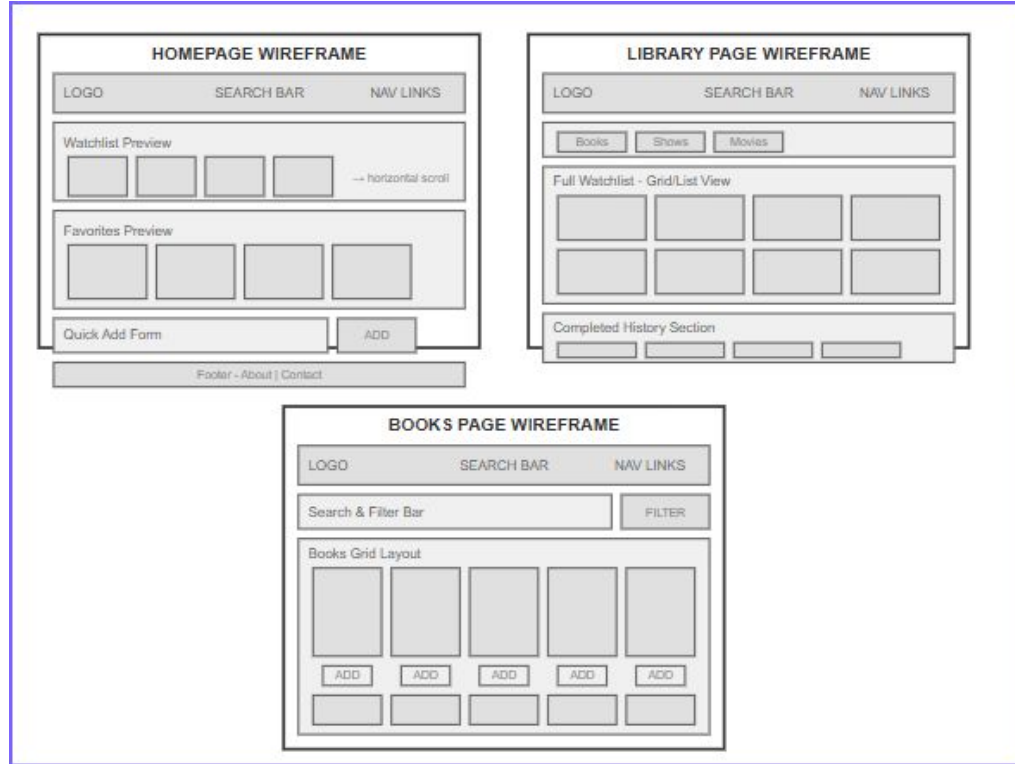 HOMEPAGE WIREFRAME
LOGO SEARCH BAR NAV LINKS
Watchlist Preview
→ horizontal scroll
Favorites Preview
Quick Add Form ADD
Footer - About | Contact
LIBRARY PAGE WIREFRAME
LOGO SEARCH BAR NAV LINKS
Books Shows Movies
Full Watchlist - Grid/List View
Completed History Section
BOOKS PAGE WIREFRAME
LOGO SEARCH BAR NAV LINKS
Search & Filter Bar FILTER
Books Grid Layout
ADD ADD ADD ADD ADD